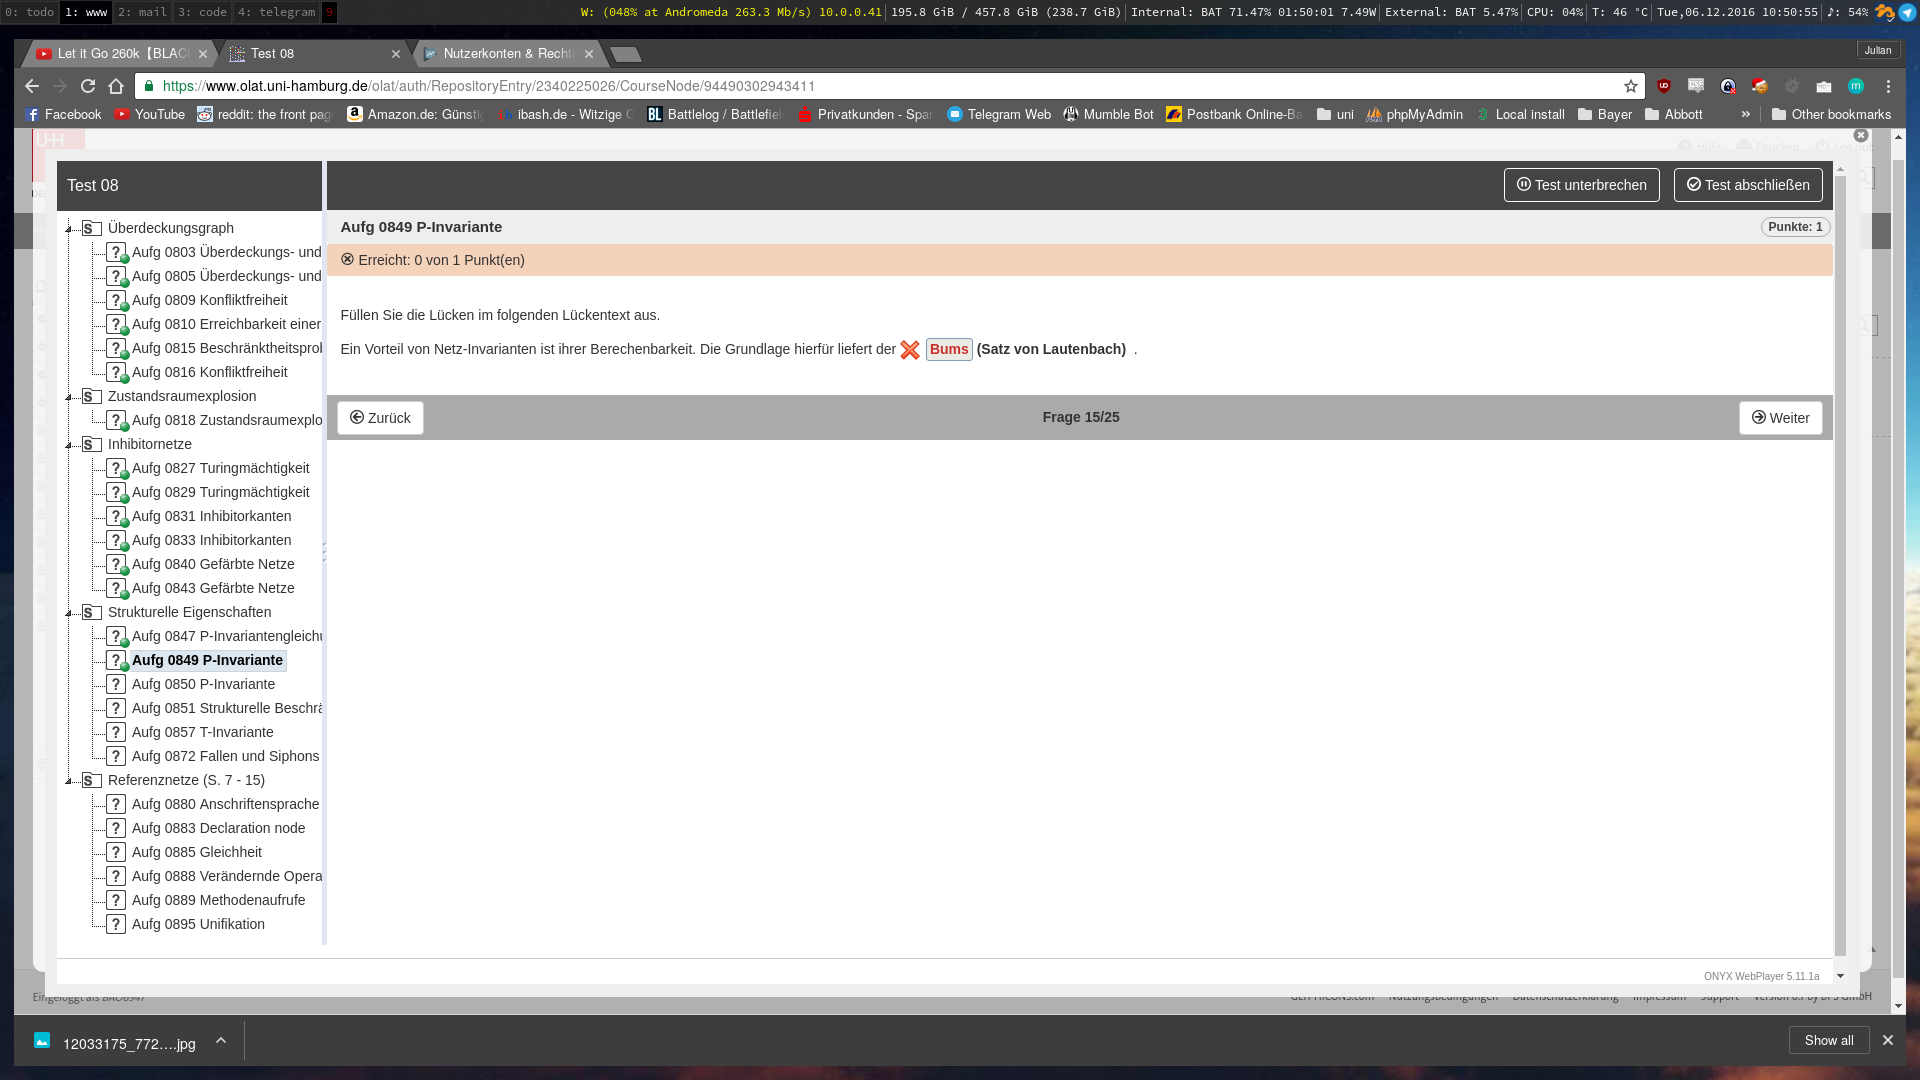 0: todo 1: www 2: mail 3: code 4: telegram 9
W: (048% at Andromeda 263.3 Mb/s) 10.0.0.41 195.8 GiB / 457.8 GiB (238.7 GiB) Internal: BAT 71.47% 01:50:01 7.49W External: BAT 5.47% CPU: 04% T: 46 °C Tue,06.12.2016 10:50:55 ♪: 54%
Let it Go 260k【BLAC
Test 08
Nutzerkonten & Recht
Julian
https://www.olat.uni-hamburg.de/olat/auth/RepositoryEntry/2340225026/CourseNode/94490302943411
Facebook YouTube reddit: the front pag Amazon.de: Günsti ibash.de - Witzige Battlelog / Battlefiel Privatkunden - Spar Telegram Web Mumble Bot Postbank Online-Ba uni phpMyAdmin Local install Bayer Abbott » Other bookmarks
Test 08
Test unterbrechen
Test abschließen
Überdeckungsgraph
Aufg 0803 Überdeckungs- und
Aufg 0805 Überdeckungs- und
Aufg 0809 Konfliktfreiheit
Aufg 0810 Erreichbarkeit einer
Aufg 0815 Beschränktheitsprob
Aufg 0816 Konfliktfreiheit
Zustandsraumexplosion
Aufg 0818 Zustandsraumexplo
Inhibitornetze
Aufg 0827 Turingmächtigkeit
Aufg 0829 Turingmächtigkeit
Aufg 0831 Inhibitorkanten
Aufg 0833 Inhibitorkanten
Aufg 0840 Gefärbte Netze
Aufg 0843 Gefärbte Netze
Strukturelle Eigenschaften
Aufg 0847 P-Invariantengleichu
Aufg 0849 P-Invariante
Aufg 0850 P-Invariante
Aufg 0851 Strukturelle Beschrä
Aufg 0857 T-Invariante
Aufg 0872 Fallen und Siphons
Referenznetze (S. 7 - 15)
Aufg 0880 Anschriftensprache
Aufg 0883 Declaration node
Aufg 0885 Gleichheit
Aufg 0888 Verändernde Opera
Aufg 0889 Methodenaufrufe
Aufg 0895 Unifikation
Aufg 0849 P-Invariante
Punkte: 1
Erreicht: 0 von 1 Punkt(en)
Füllen Sie die Lücken im folgenden Lückentext aus.
Ein Vorteil von Netz-Invarianten ist ihrer Berechenbarkeit. Die Grundlage hierfür liefert der Bums (Satz von Lautenbach) .
Zurück
Frage 15/25
Weiter
ONYX WebPlayer 5.11.1a
12033175_772....jpg
Show all